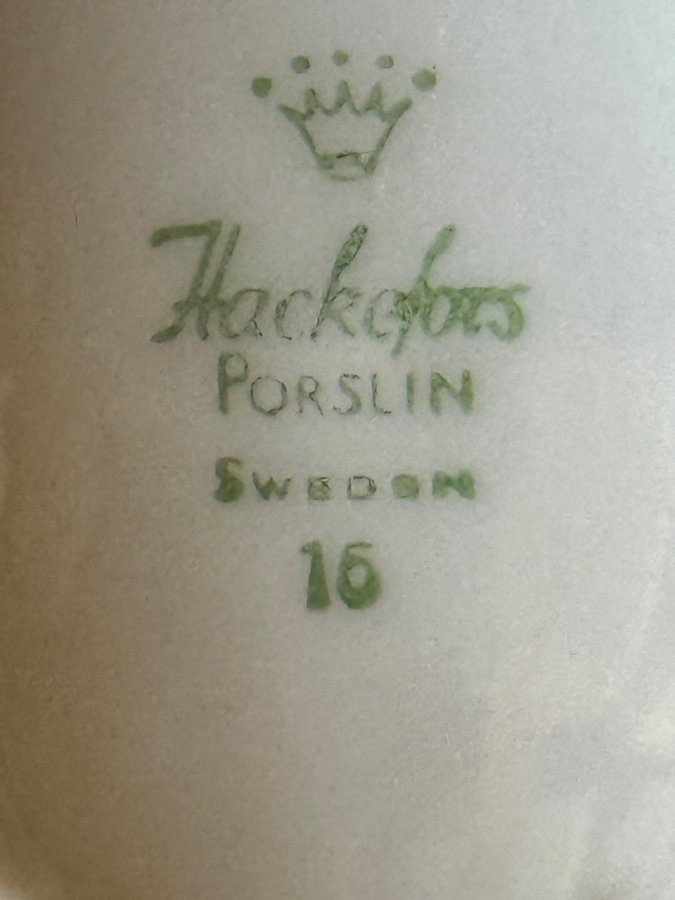 Hackefors
PORSLIN
SWEDEN
16